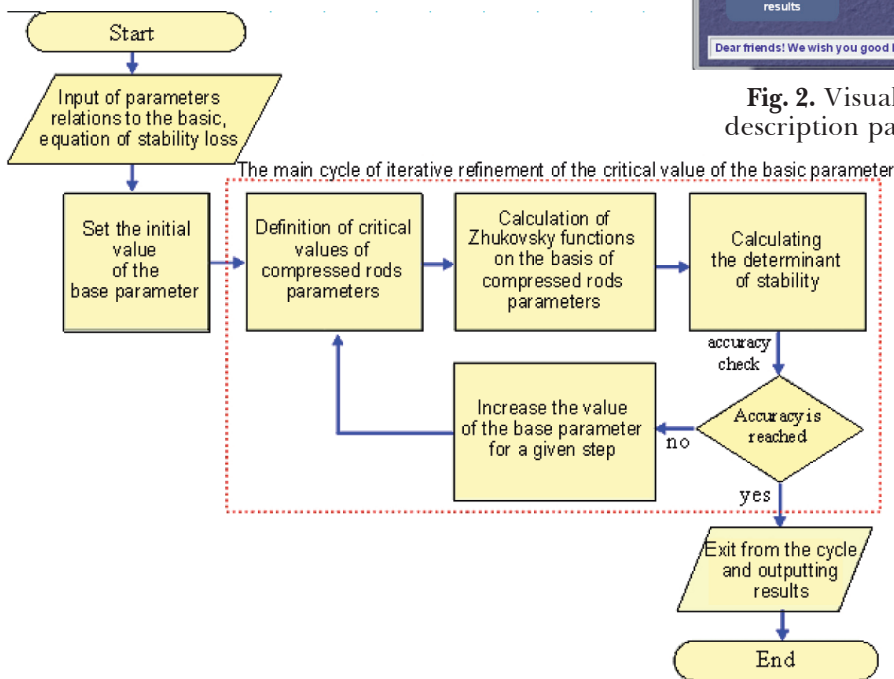 results
Dear friends! We wish you good
Fig. 2. Visual
description pa
Start
Input of parameters
relations to the basic,
equation of stability loss
The main cycle of iterative refinement of the critical value of the basic parameter
Set the initial
value
of the
base parameter
Definition of critical
values of
compressed rods
parameters
Calculation of
Zhukovsky functions
on the basis of
compressed rods
parameters
Calculating
the determinant
of stability
accuracy
check
Accuracy is
reached
no
Increase the value
of the base parameter
for a given step
yes
Exit from the cycle
and outputting
results
End